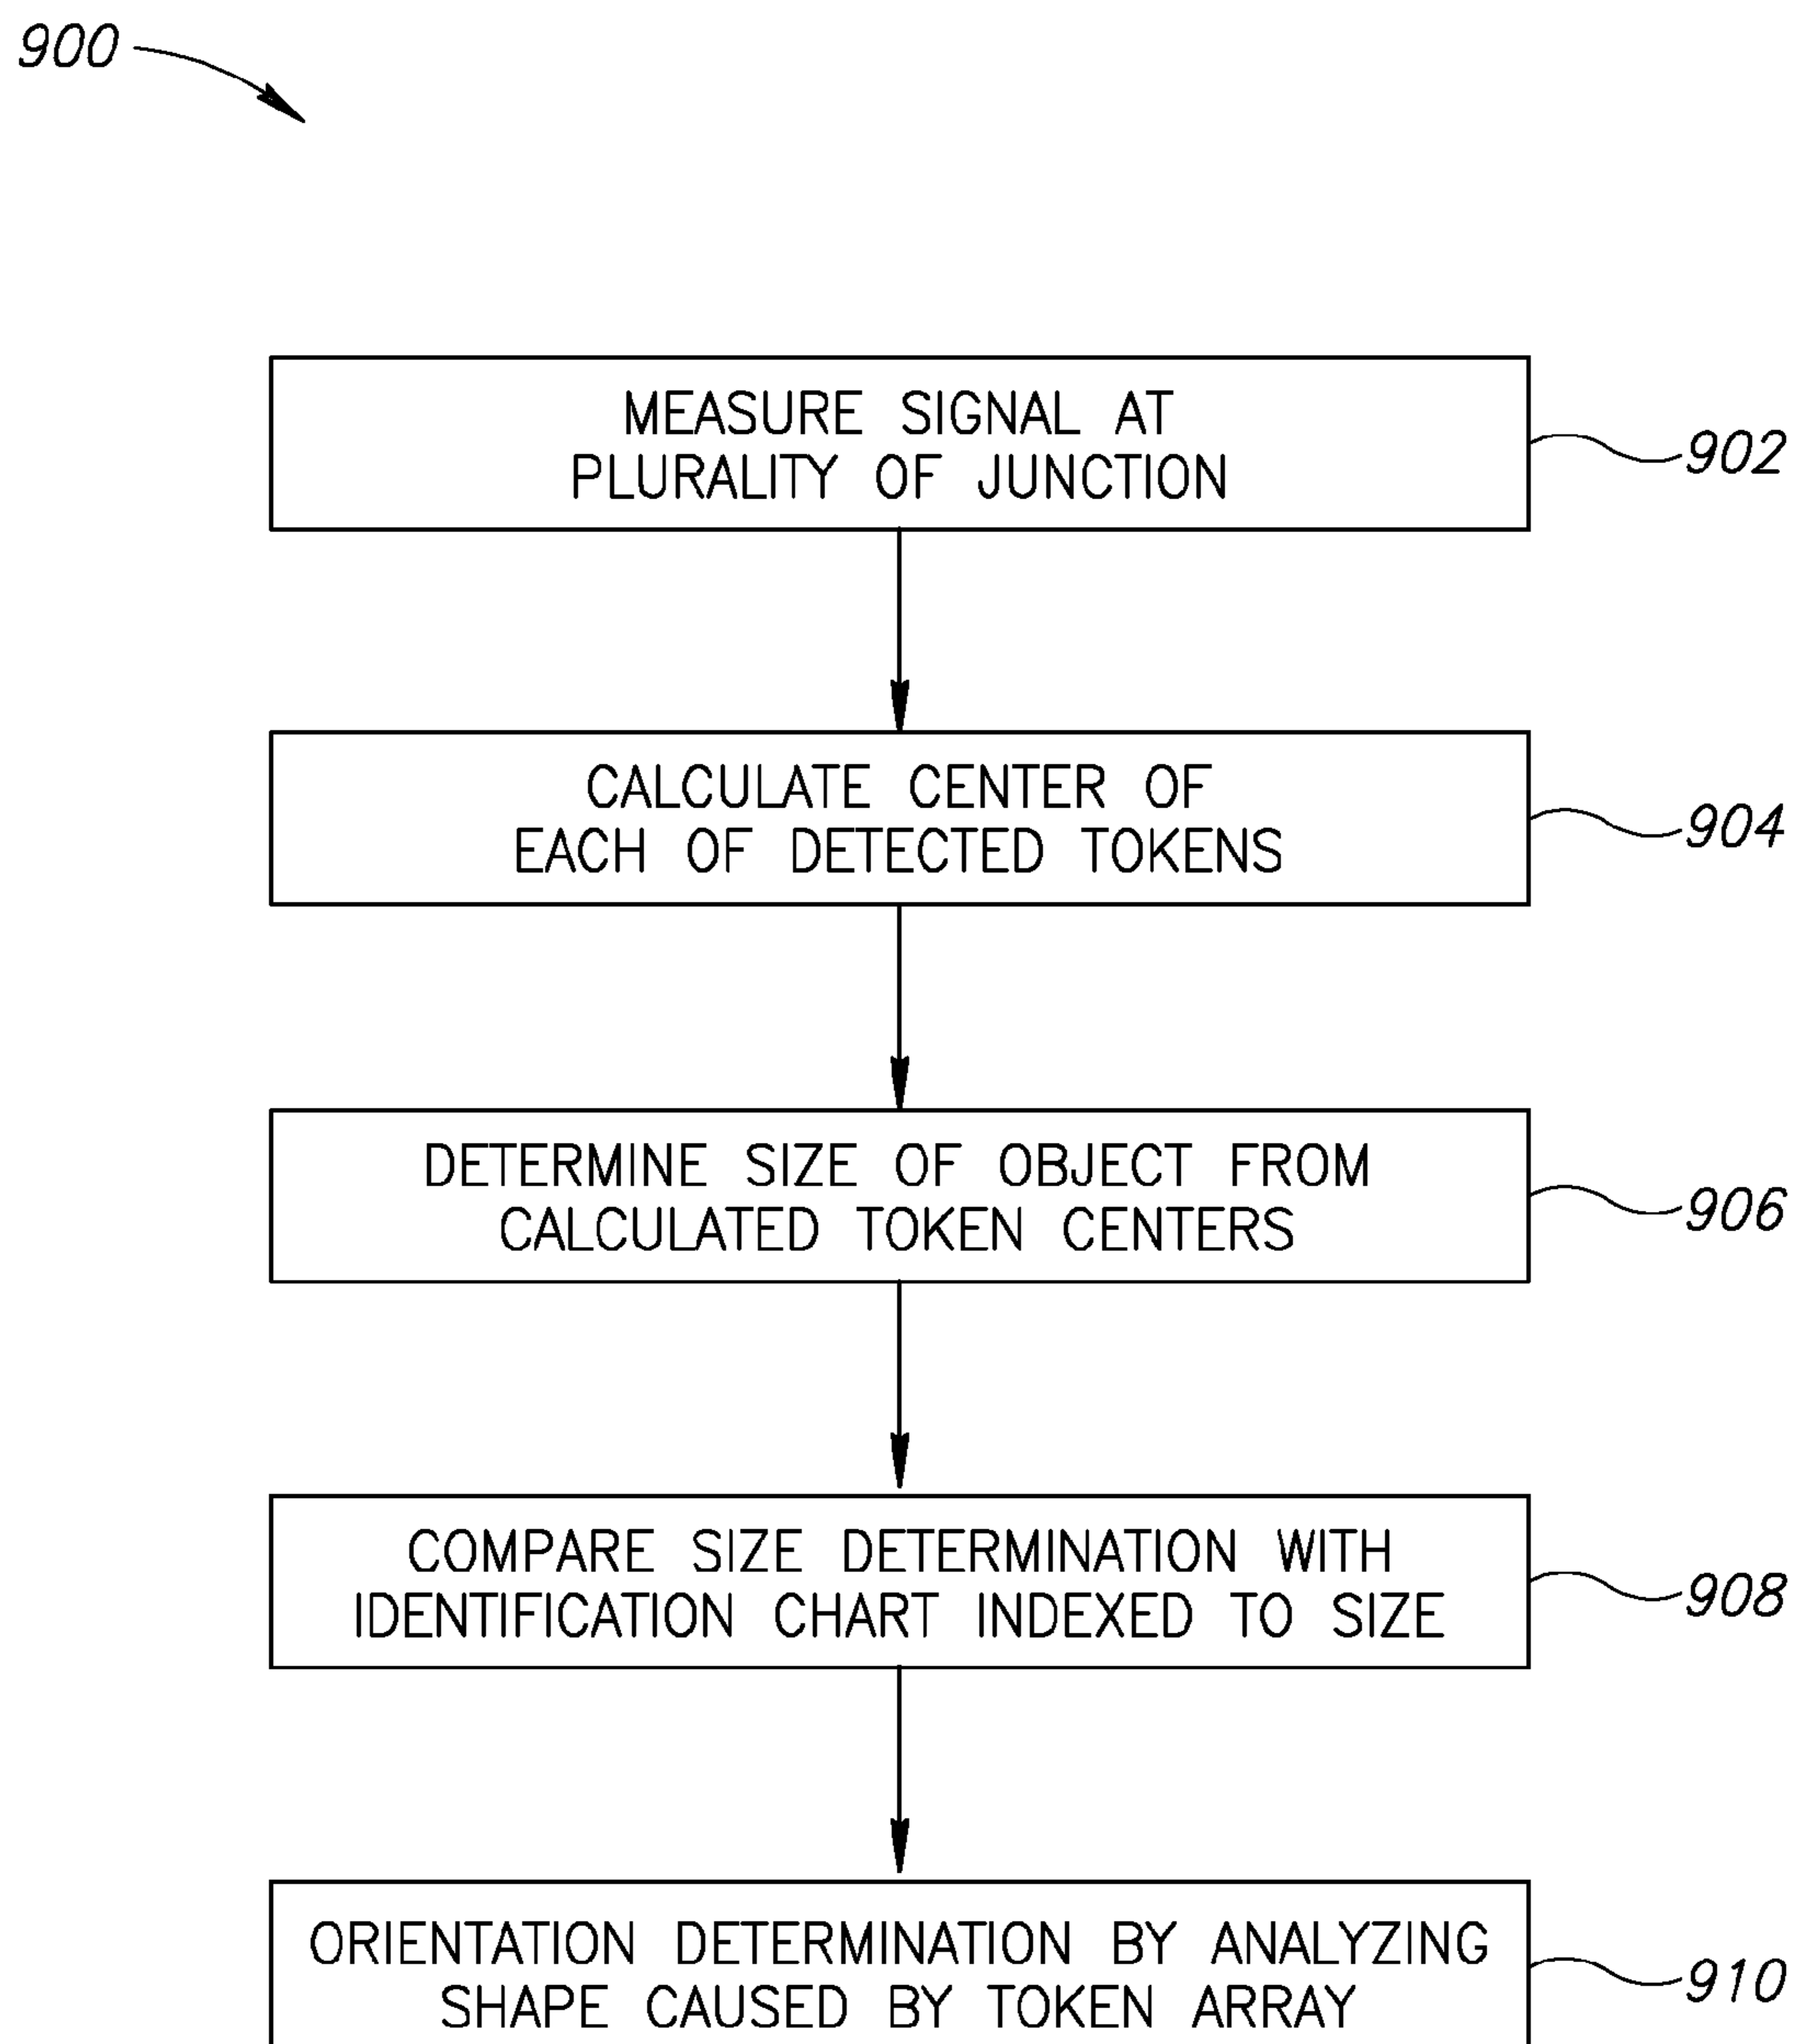 900
MEASURE SIGNAL AT
PLURALITY OF JUNCTION
902
CALCULATE CENTER OF
EACH OF DETECTED TOKENS
904
DETERMINE SIZE OF OBJECT FROM
CALCULATED TOKEN CENTERS
906
COMPARE SIZE DETERMINATION WITH
IDENTIFICATION CHART INDEXED TO SIZE
908
ORIENTATION DETERMINATION BY ANALYZING
SHAPE CAUSED BY TOKEN ARRAY
910